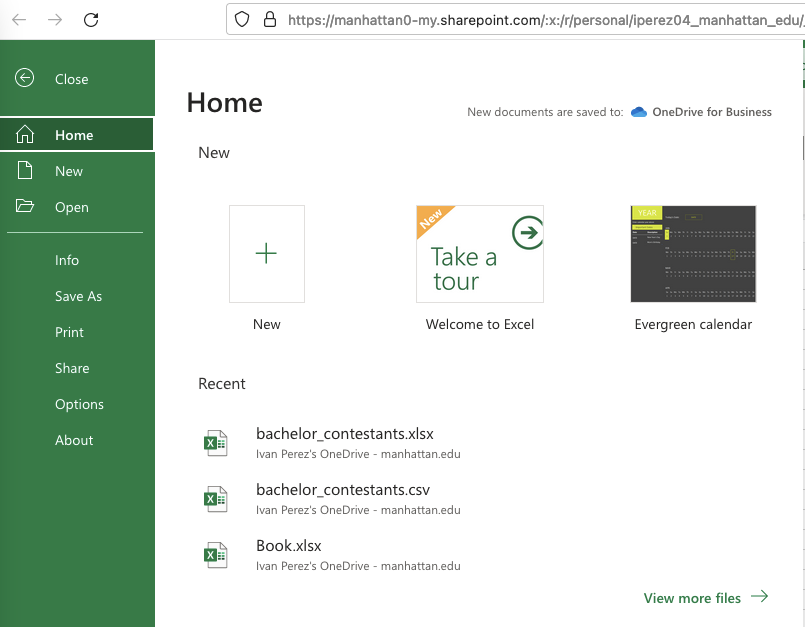 https://manhattan0-my.sharepoint.com/:x:/r/personal/iperez04_manhattan_edu/_
Close
Home
New
Open
Info
Save As
Print
Share
Options
About
Home
New documents are saved to: OneDrive for Business
New
New
Take a
tour
YEAR
New
Welcome to Excel
Evergreen calendar
Recent
bachelor_contestants.xlsx
Ivan Perez's OneDrive - manhattan.edu
bachelor_contestants.csv
Ivan Perez's OneDrive - manhattan.edu
Book.xlsx
Ivan Perez's OneDrive - manhattan.edu
View more files